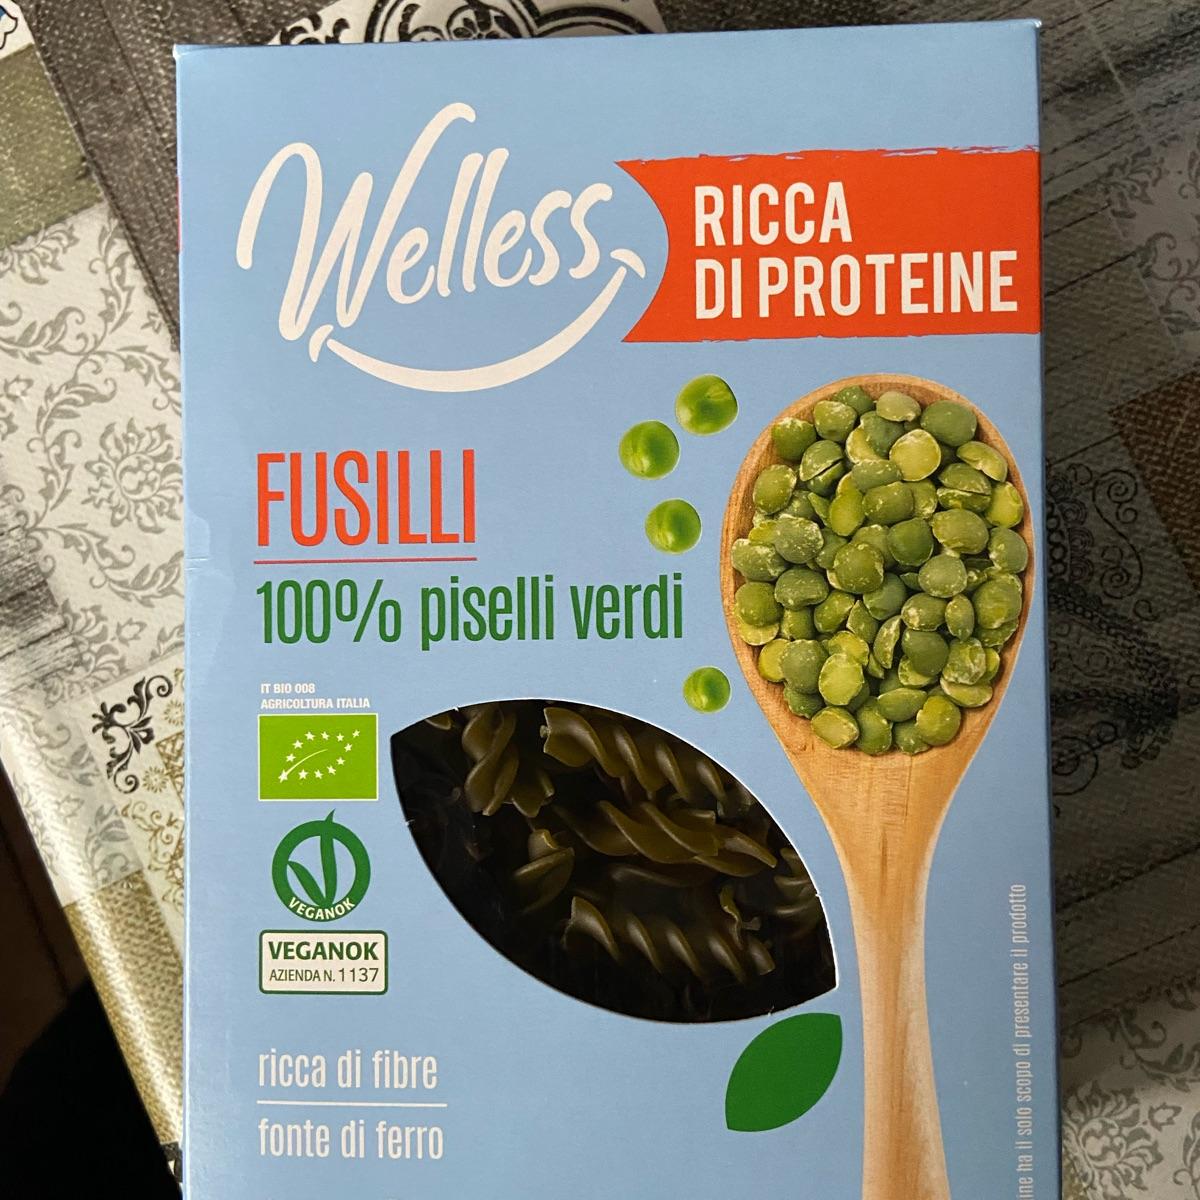 Welless
RICCA
DI PROTEINE
FUSILLI
100% piselli verdi
IT BIO 008
AGRICOLTURA ITALIA
VEGANOK
VEGANOK
AZIENDA N. 1137
ricca di fibre
fonte di ferro
ha il solo scopo di presentare il prodotto